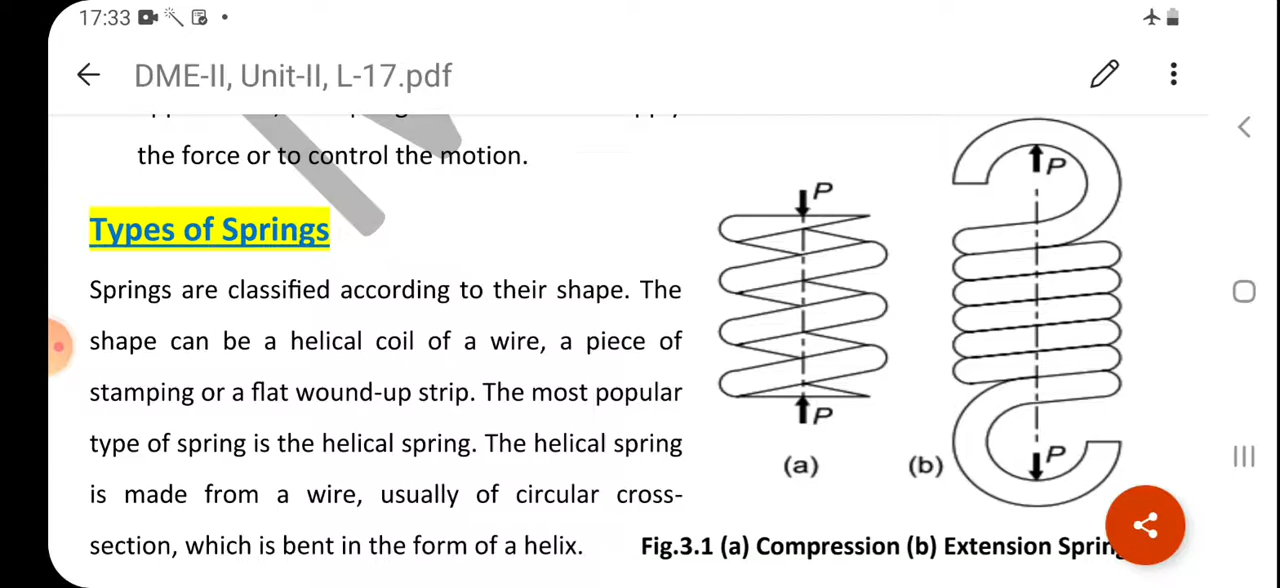 17:33
DME-II, Unit-II, L-17.pdf
the force or to control the motion.
Types of Springs
Springs are classified according to their shape. The
shape can be a helical coil of a wire, a piece of
stamping or a flat wound-up strip. The most popular
type of spring is the helical spring. The helical spring
is made from a wire, usually of circular cross-
section, which is bent in the form of a helix.
P
P
(a)
P
P
(b)
Fig.3.1 (a) Compression (b) Extension